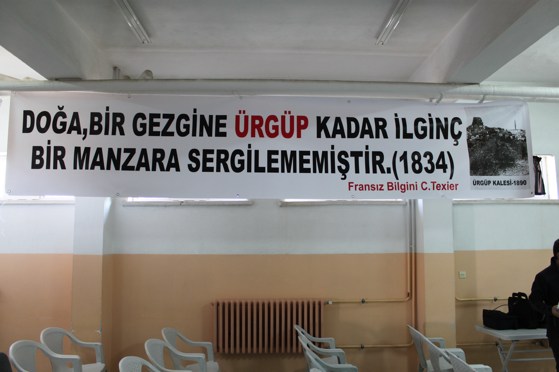 DOĞA,BİR GEZGİNE ÜRGÜP KADAR İLGİNÇ
BİR MANZARA SERGİLEMEMİŞTİR.(1834)
Fransız Bilgini C.Texier
ÜRGÜP KALESİ-1890